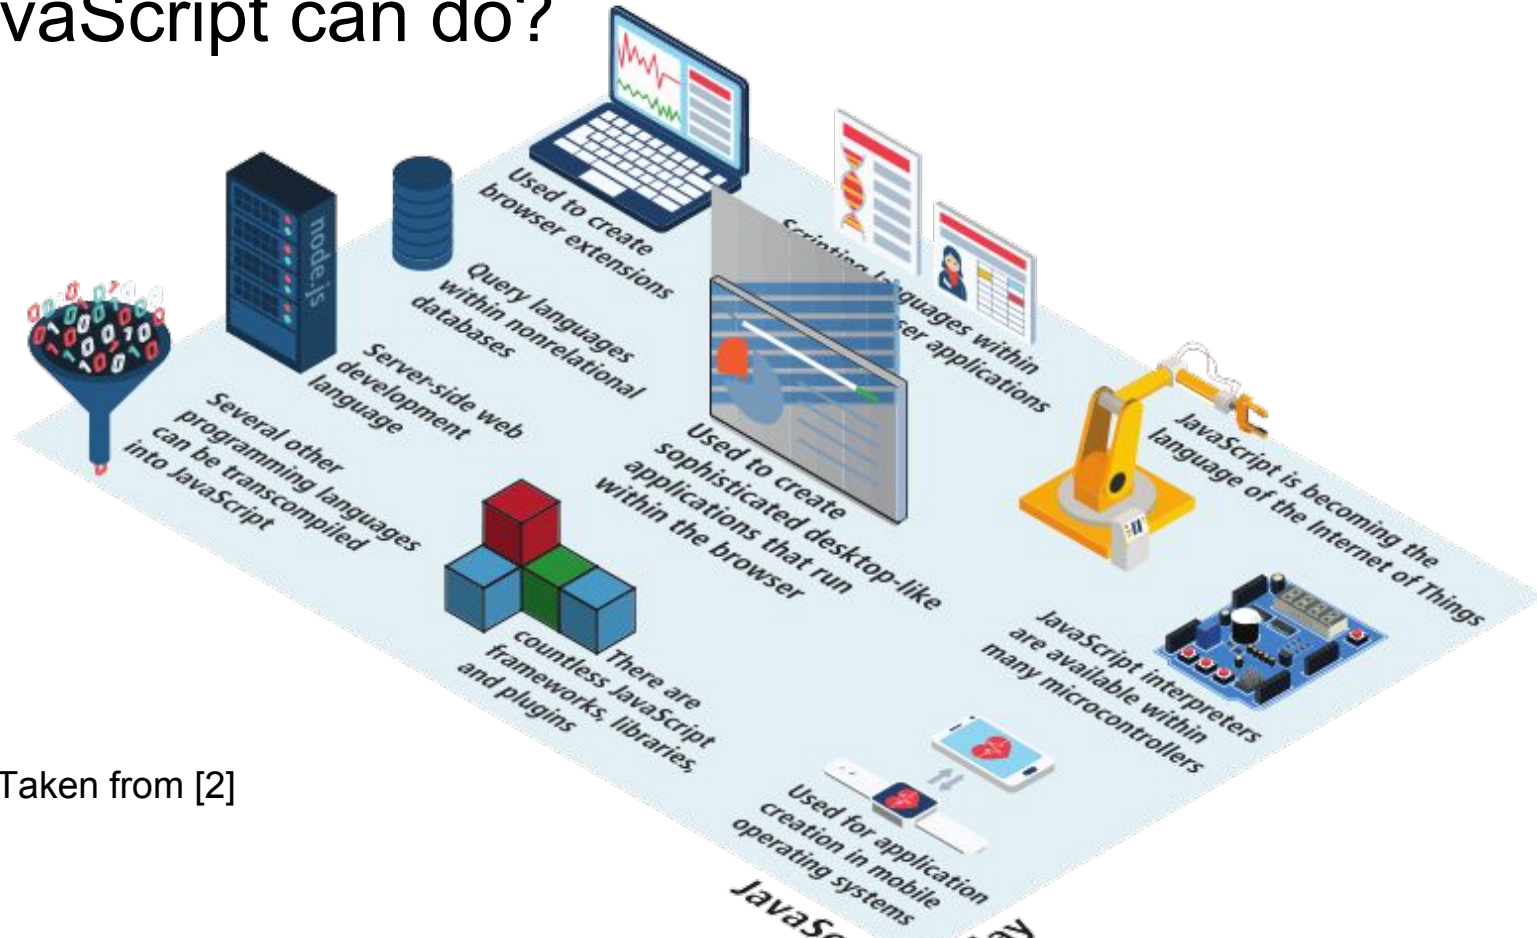 vaScript can do?
Used to create
browser extensions
Scripting languages within
ser applications
node.js
Query languages
within nonrelational
databases
Server-side web
development
language
Several other
programming languages
can be transcompiled
into JavaScript
Used to create
sophisticated desktop-like
applications that run
within the browser
JavaScript is becoming the
language of the Internet of Things
JavaScript interpreters
are available within
many microcontrollers
There are
countless JavaScript
frameworks, libraries,
and plugins
Taken from [2]
Used for application
creation in mobile
operating systems
JavaSc